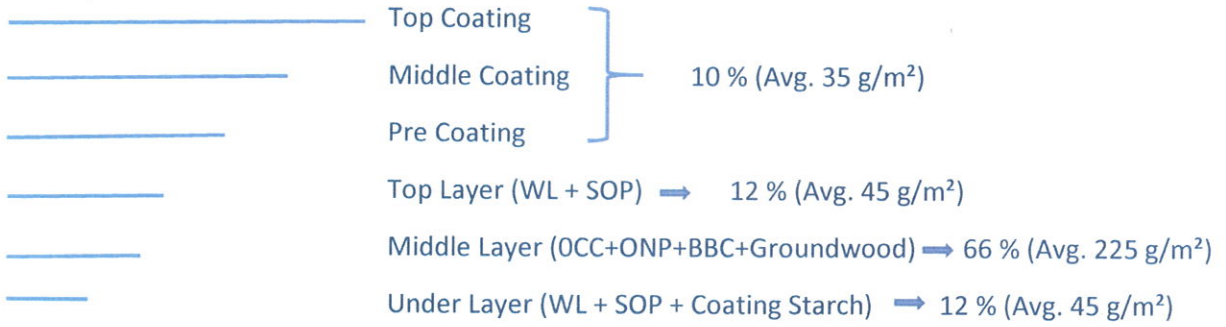 Top Coating
Middle Coating 10 % (Avg. 35 g/m²)
Pre Coating
Top Layer (WL + SOP) ➡ 12 % (Avg. 45 g/m²)
Middle Layer (0CC+ONP+BBC+Groundwood) ➡ 66 % (Avg. 225 g/m²)
Under Layer (WL + SOP + Coating Starch) ➡ 12 % (Avg. 45 g/m²)